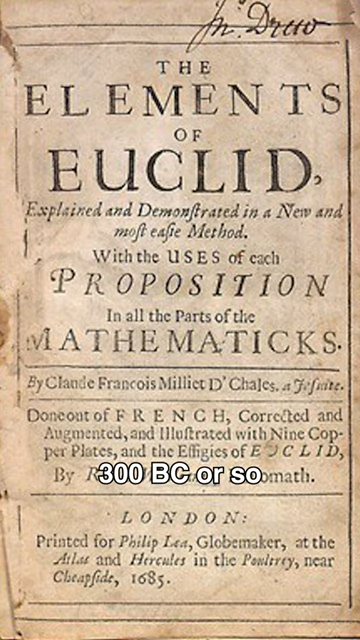 Jn.º Drew
THE
ELEMENTS
OF
EUCLID,
Explained and Demonſtrated in a New and
moſt eaſie Method.
With the USES of each
PROPOSITION
In all the Parts of the
MATHEMATICKS.
By Claude Francois Milliet D'Chales. a Jeſuite.
Done out of FRENCH, Corrected and
Augmented, and Illuſtrated with Nine Cop-
per Plates, and the Effigies of EUCLID,
By omath.
300 BC or so
LONDON:
Printed for Philip Lea, Globemaker, at the
Atlas and Hercules in the Poultrey, near
Cheapſide, 1685.